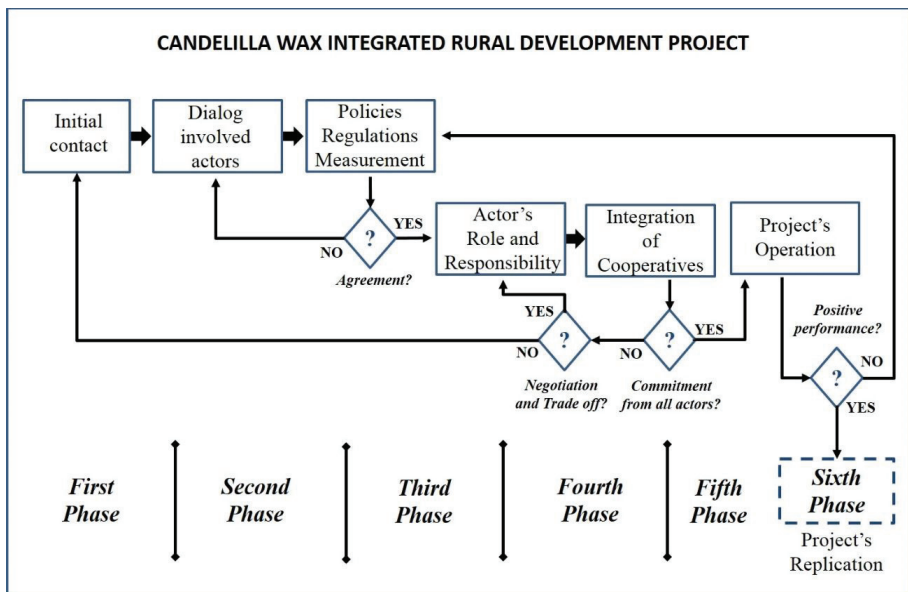 CANDELILLA WAX INTEGRATED RURAL DEVELOPMENT PROJECT
Initial
contact
Dialog
involved
actors
Policies
Regulations
Measurement
?
YES
NO
Agreement?
Actor's
Role and
Responsibility
Integration
of
Cooperatives
Project's
Operation
YES
?
NO
Negotiation
and Trade off?
?
YES
NO
Commitment
from all actors?
Positive
performance?
?
NO
YES
First
Phase
Second
Phase
Third
Phase
Fourth
Phase
Fifth
Phase
Sixth
Phase
Project's
Replication